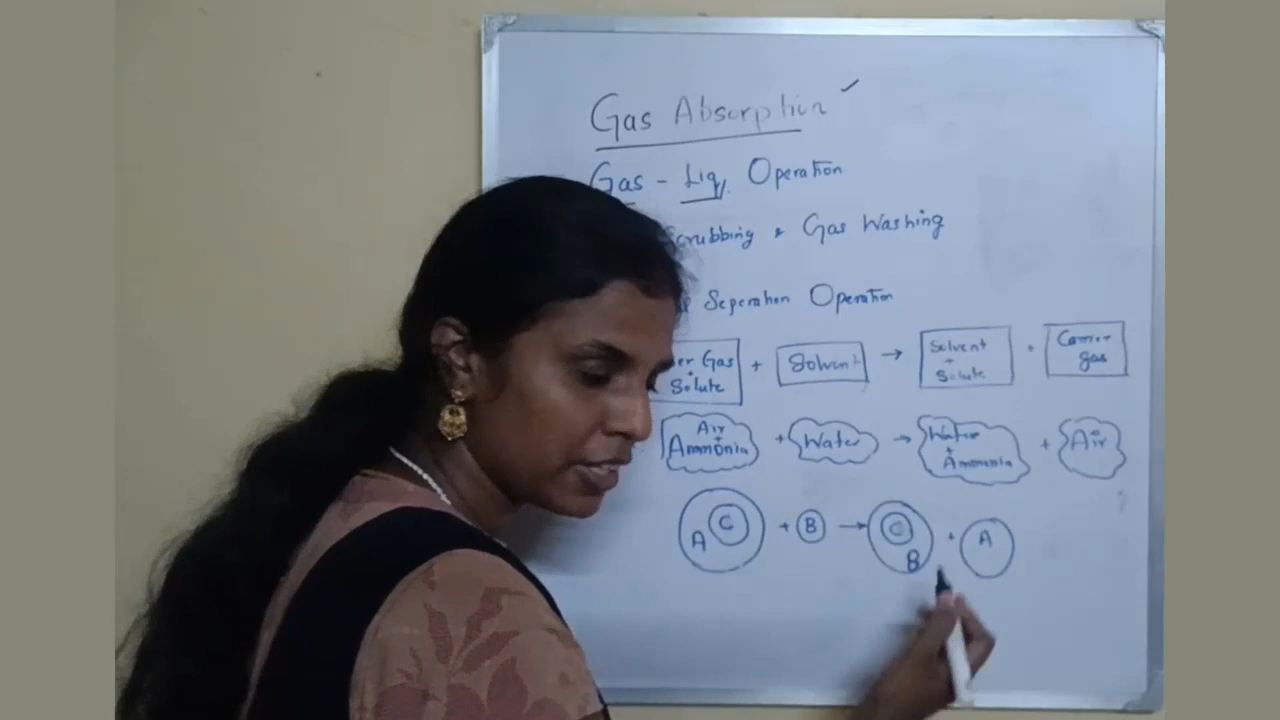 Gas Absorption
Gas - Liq. Operation
Scrubbing & Gas Washing
Seperation Operation
Gas + Solute + Solvent → Solvent + Solute + Carrier gas
Air + Ammonia + Water → Water + Ammonia + Air
A C + B → C B + A